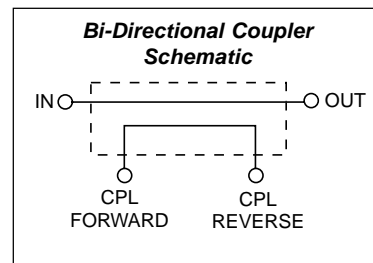 Bi-Directional Coupler
Schematic
IN OUT
CPL CPL
FORWARD REVERSE